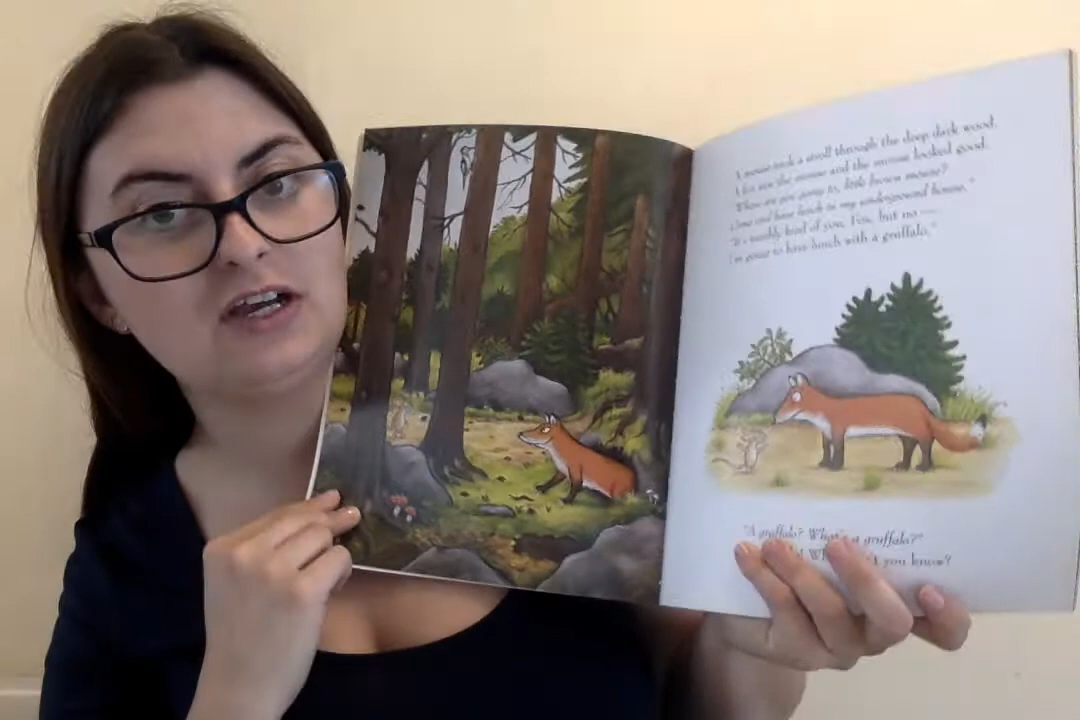 A mouse took a stroll through the deep dark wood.
A fox saw the mouse and the mouse looked good.
"Where are you going to, little brown mouse?
Come and have lunch in my underground house."
"It's terribly kind of you, Fox, but no —
I'm going to have lunch with a gruffalo."
"A gruffalo? What's a gruffalo?"
you know?